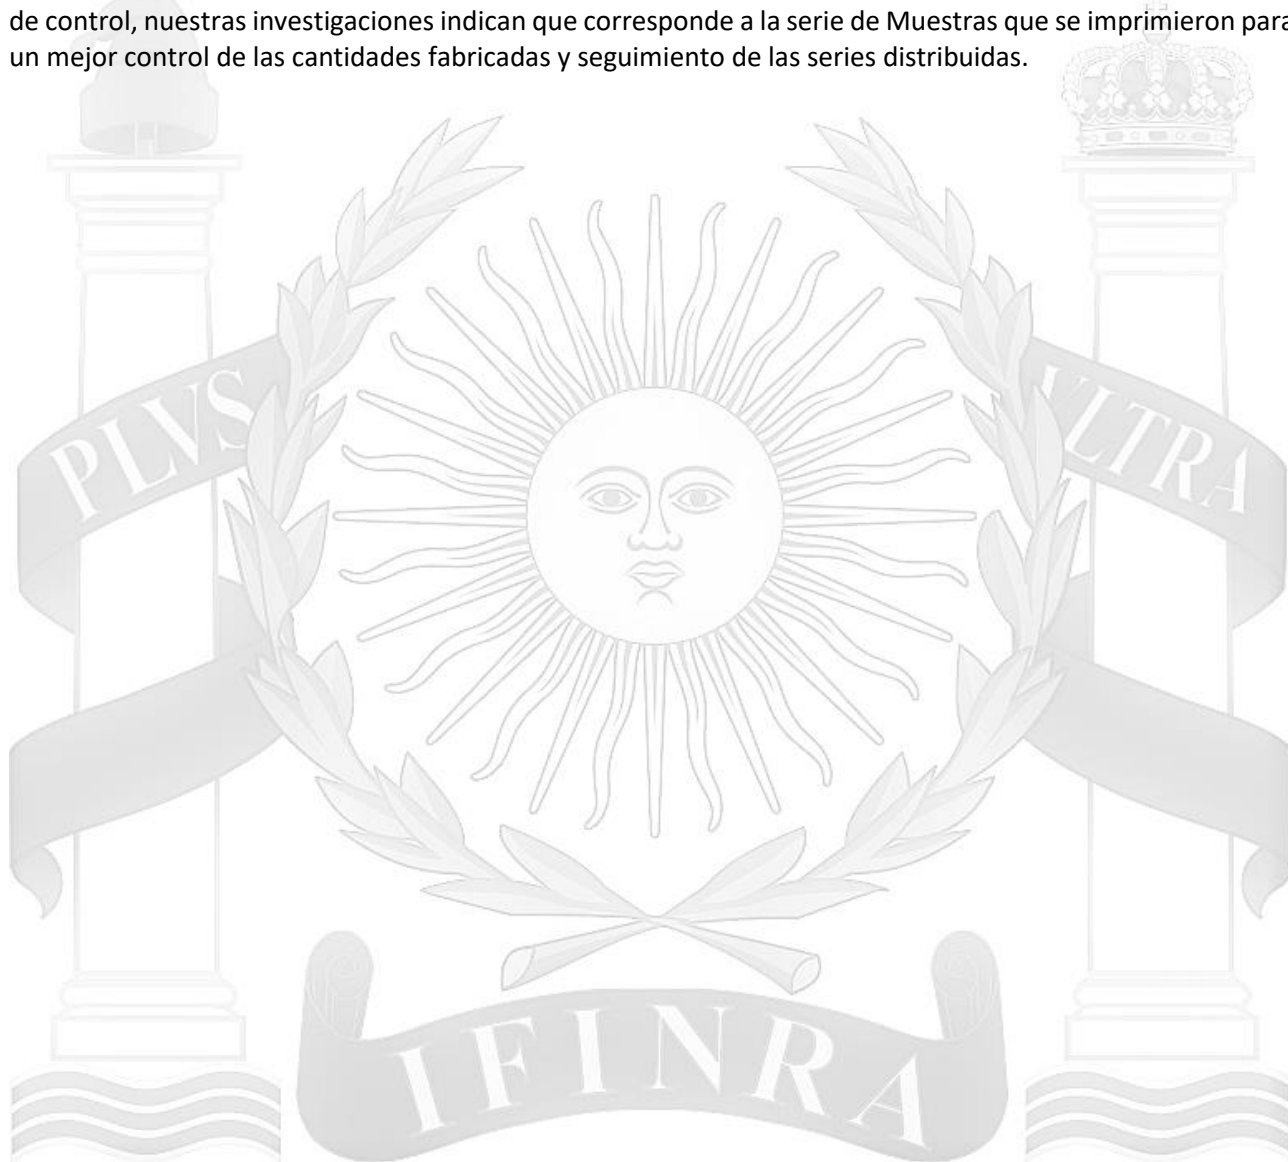 de control, nuestras investigaciones indican que corresponde a la serie de Muestras que se imprimieron para
un mejor control de las cantidades fabricadas y seguimiento de las series distribuidas.
PLVS
VLTRA
IFINRA